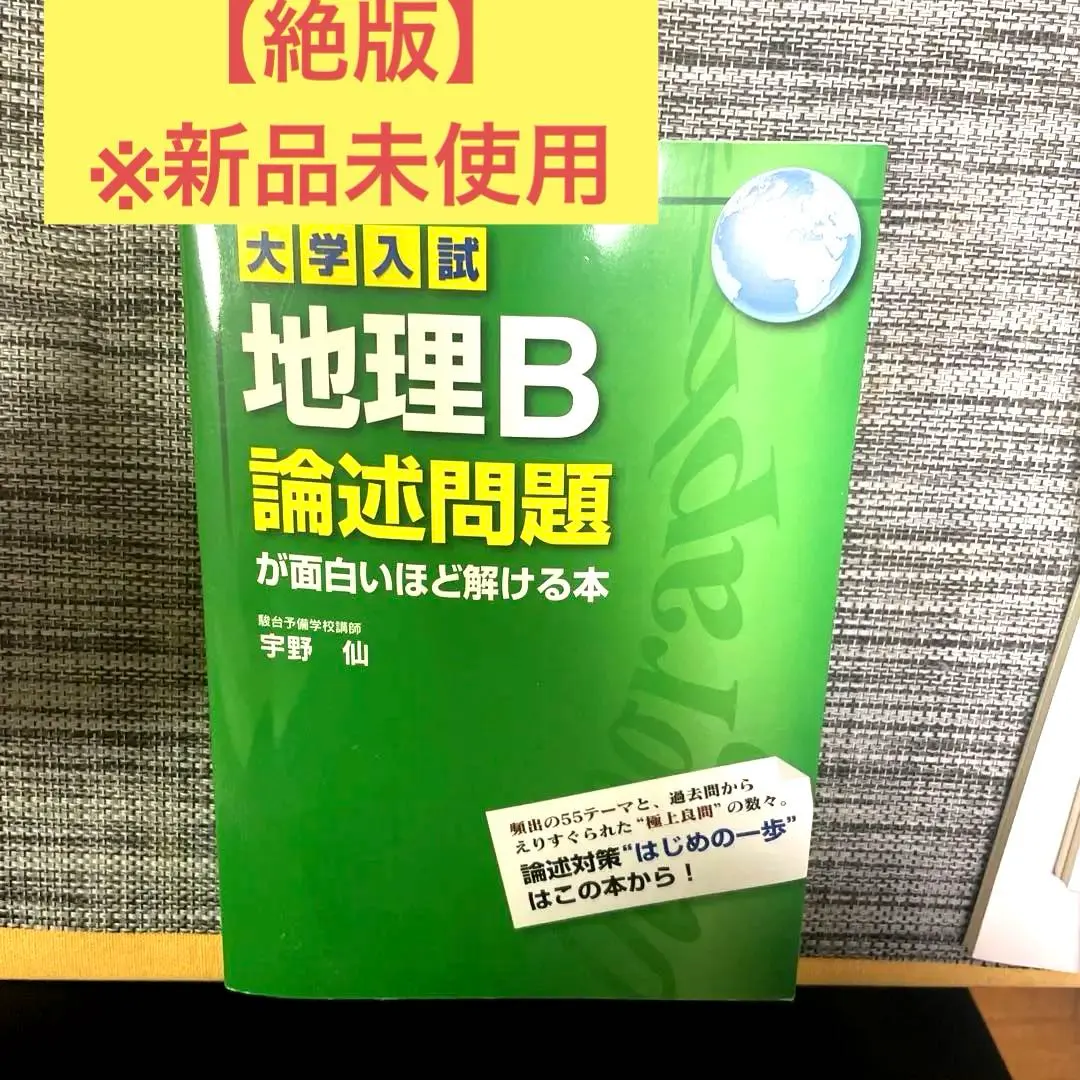 【絶版】
※新品未使用
大学入試
地理B
論述問題
が面白いほど解ける本
駿台予備学校講師
宇野 仙
頻出の55テーマと、過去問から
えりすぐられた“極上良問”の数々。
論述対策“はじめの一歩”
はこの本から!